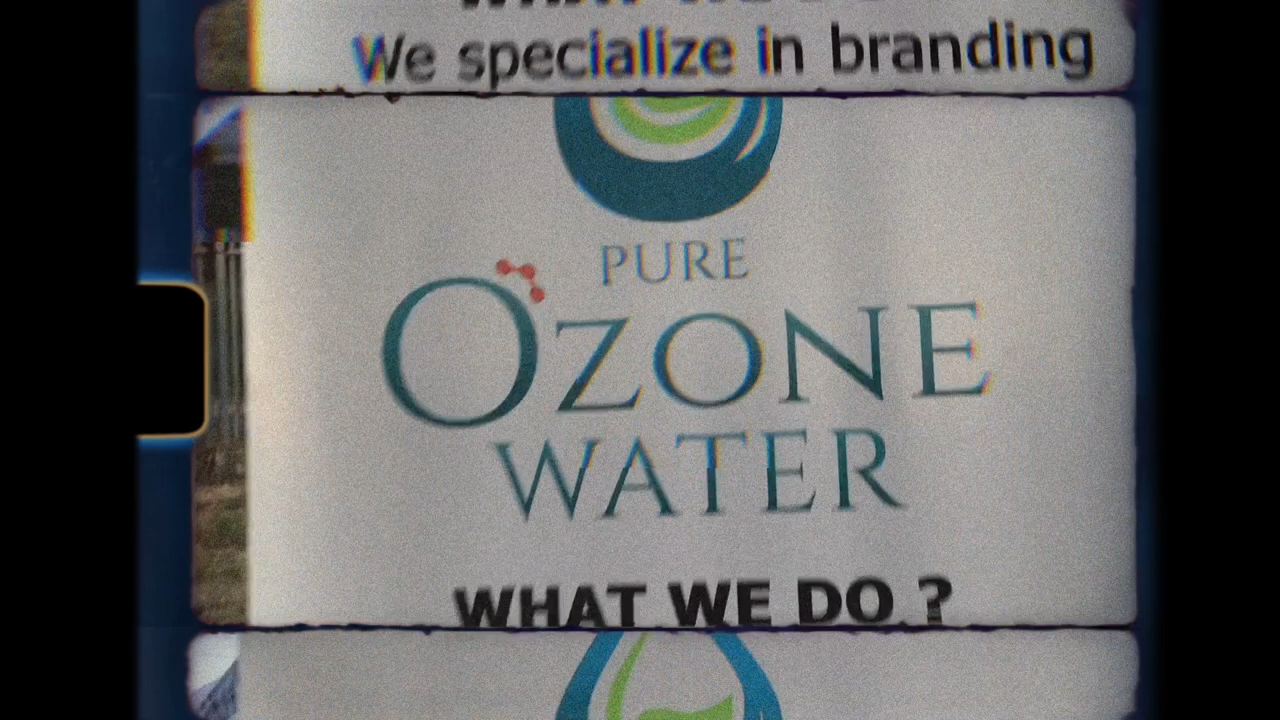 We specialize in branding
PURE
OZONE
WATER
WHAT WE DO ?